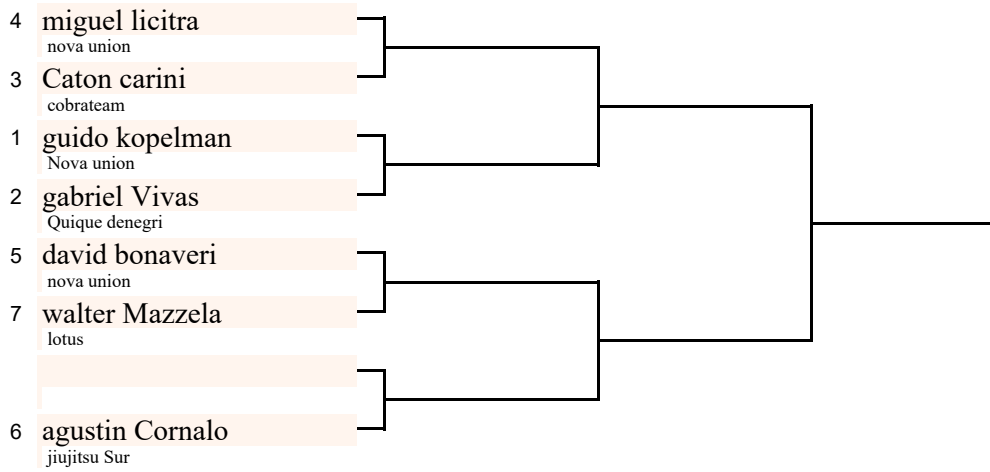 4 miguel licitra
nova union
3 Caton carini
cobrateam
1 guido kopelman
Nova union
2 gabriel Vivas
Quique denegri
5 david bonaveri
nova union
7 walter Mazzela
lotus
6 agustin Cornalo
jiujitsu Sur